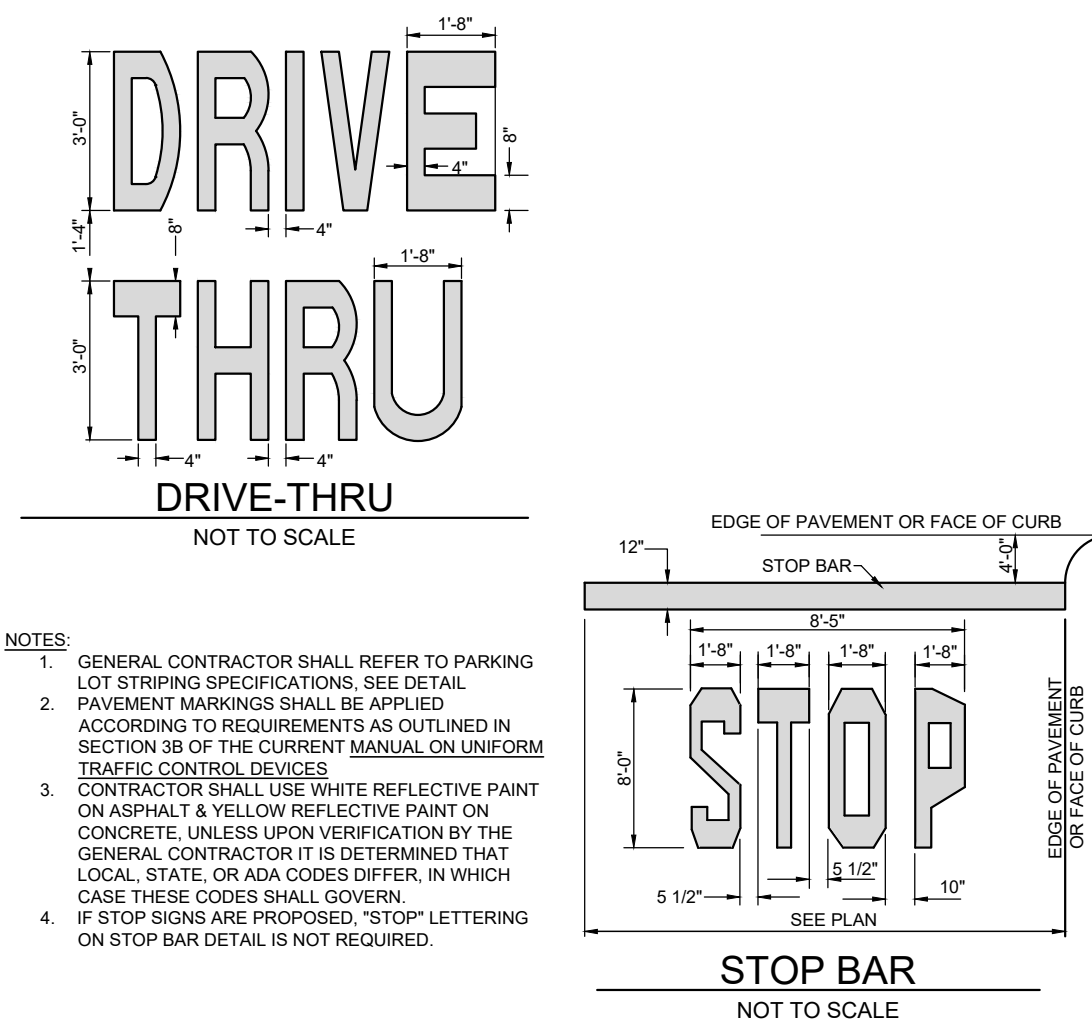 1'-8"
DRIVE
3'-0"
8"
4"
1'-4"
8"
4"
1'-8"
THRU
3'-0"
4"
4"
DRIVE-THRU
NOT TO SCALE
EDGE OF PAVEMENT OR FACE OF CURB
12"
STOP BAR
4'-0"
8'-5"
1'-8"
1'-8"
1'-8"
1'-8"
STOP
8'-0"
EDGE OF PAVEMENT
OR FACE OF CURB
5 1/2"
5 1/2"
10"
SEE PLAN
STOP BAR
NOT TO SCALE
NOTES:
1. GENERAL CONTRACTOR SHALL REFER TO PARKING
LOT STRIPING SPECIFICATIONS, SEE DETAIL
2. PAVEMENT MARKINGS SHALL BE APPLIED
ACCORDING TO REQUIREMENTS AS OUTLINED IN
SECTION 3B OF THE CURRENT MANUAL ON UNIFORM
TRAFFIC CONTROL DEVICES
3. CONTRACTOR SHALL USE WHITE REFLECTIVE PAINT
ON ASPHALT & YELLOW REFLECTIVE PAINT ON
CONCRETE, UNLESS UPON VERIFICATION BY THE
GENERAL CONTRACTOR IT IS DETERMINED THAT
LOCAL, STATE, OR ADA CODES DIFFER, IN WHICH
CASE THESE CODES SHALL GOVERN.
4. IF STOP SIGNS ARE PROPOSED, "STOP" LETTERING
ON STOP BAR DETAIL IS NOT REQUIRED.